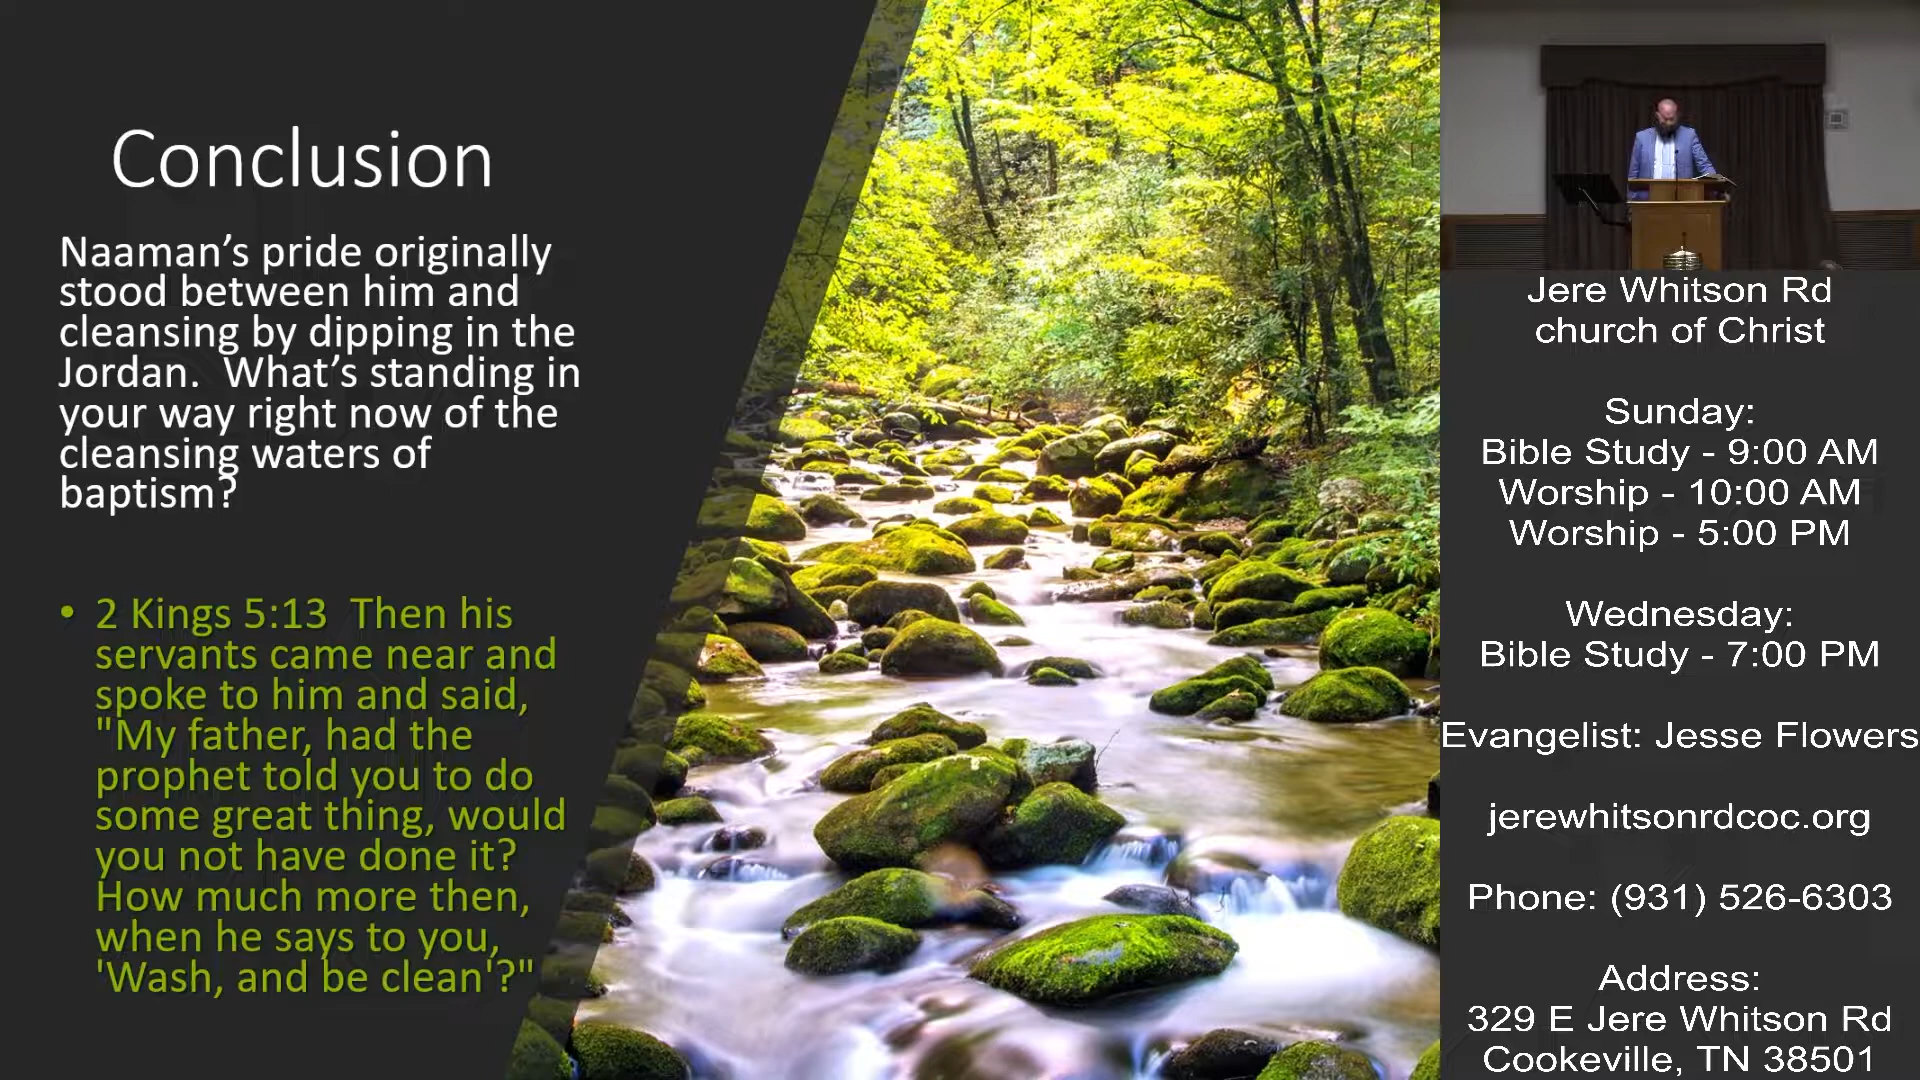 Conclusion
Naaman’s pride originally
stood between him and
cleansing by dipping in the
Jordan.  What’s standing in
your way right now of the
cleansing waters of
baptism?
• 2 Kings 5:13  Then his
servants came near and
spoke to him and said,
"My father, had the
prophet told you to do
some great thing, would
you not have done it?
How much more then,
when he says to you,
'Wash, and be clean'?"
Jere Whitson Rd
church of Christ
Sunday:
Bible Study - 9:00 AM
Worship - 10:00 AM
Worship - 5:00 PM
Wednesday:
Bible Study - 7:00 PM
Evangelist: Jesse Flowers
jerewhitsonrdcoc.org
Phone: (931) 526-6303
Address:
329 E Jere Whitson Rd
Cookeville, TN 38501